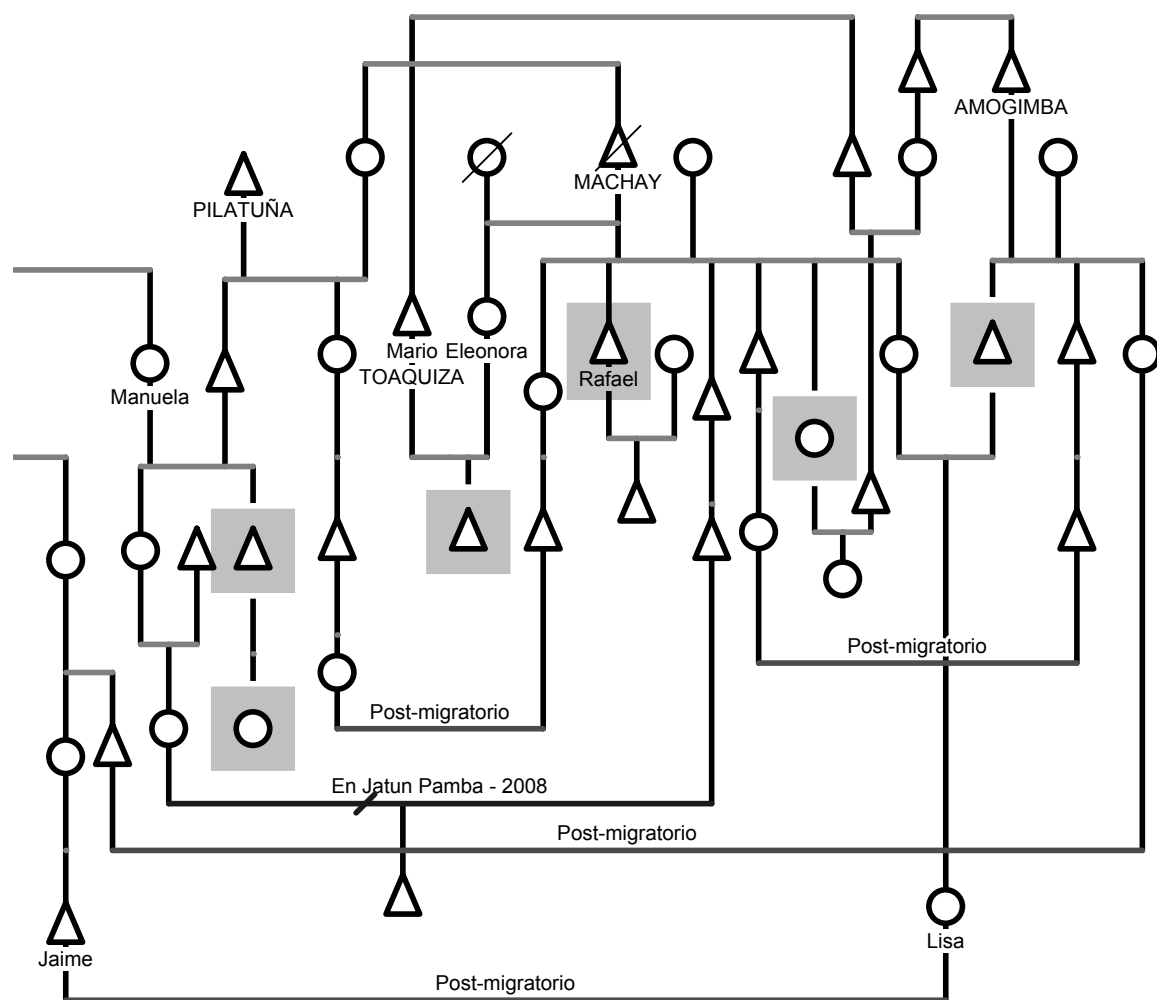 AMOGIMBA
MACHAY
PILATUÑA
Mario
TOAQUIZA
Eleonora
Rafael
Manuela
Post-migratorio
Post-migratorio
En Jatun Pamba - 2008
Post-migratorio
Lisa
Jaime
Post-migratorio